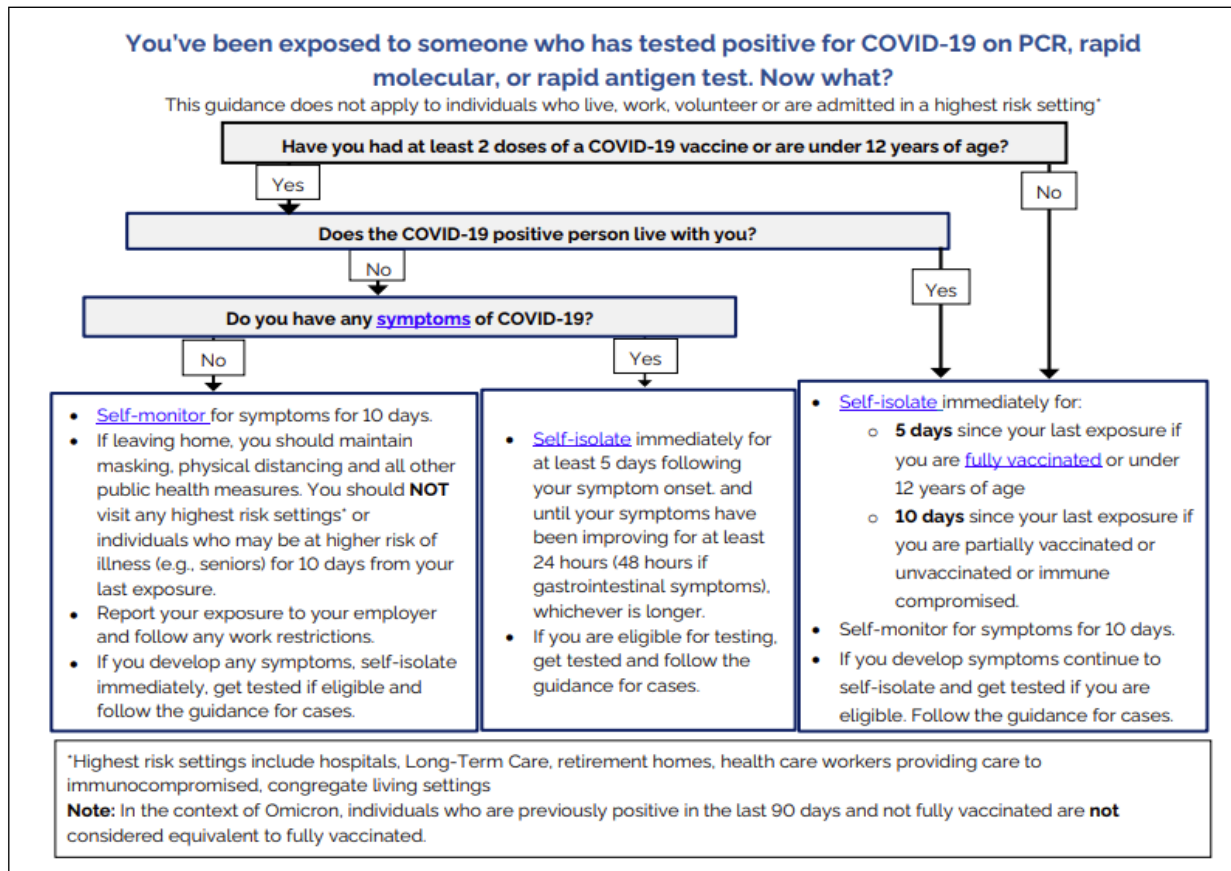 You've been exposed to someone who has tested positive for COVID-19 on PCR, rapid
molecular, or rapid antigen test. Now what?
This guidance does not apply to individuals who live, work, volunteer or are admitted in a highest risk setting*
Have you had at least 2 doses of a COVID-19 vaccine or are under 12 years of age?
Yes
No
Does the COVID-19 positive person live with you?
No
Yes
Do you have any symptoms of COVID-19?
No
Yes
• Self-monitor for symptoms for 10 days.
• If leaving home, you should maintain
masking, physical distancing and all other
public health measures. You should NOT
visit any highest risk settings* or
individuals who may be at higher risk of
illness (e.g., seniors) for 10 days from your
last exposure.
• Report your exposure to your employer
and follow any work restrictions.
• If you develop any symptoms, self-isolate
immediately, get tested if eligible and
follow the guidance for cases.
• Self-isolate immediately for
at least 5 days following
your symptom onset. and
until your symptoms have
been improving for at least
24 hours (48 hours if
gastrointestinal symptoms),
whichever is longer.
• If you are eligible for testing,
get tested and follow the
guidance for cases.
• Self-isolate immediately for:
o 5 days since your last exposure if
you are fully vaccinated or under
12 years of age
o 10 days since your last exposure if
you are partially vaccinated or
unvaccinated or immune
compromised.
• Self-monitor for symptoms for 10 days.
• If you develop symptoms continue to
self-isolate and get tested if you are
eligible. Follow the guidance for cases.
*Highest risk settings include hospitals, Long-Term Care, retirement homes, health care workers providing care to
immunocompromised, congregate living settings
Note: In the context of Omicron, individuals who are previously positive in the last 90 days and not fully vaccinated are not
considered equivalent to fully vaccinated.